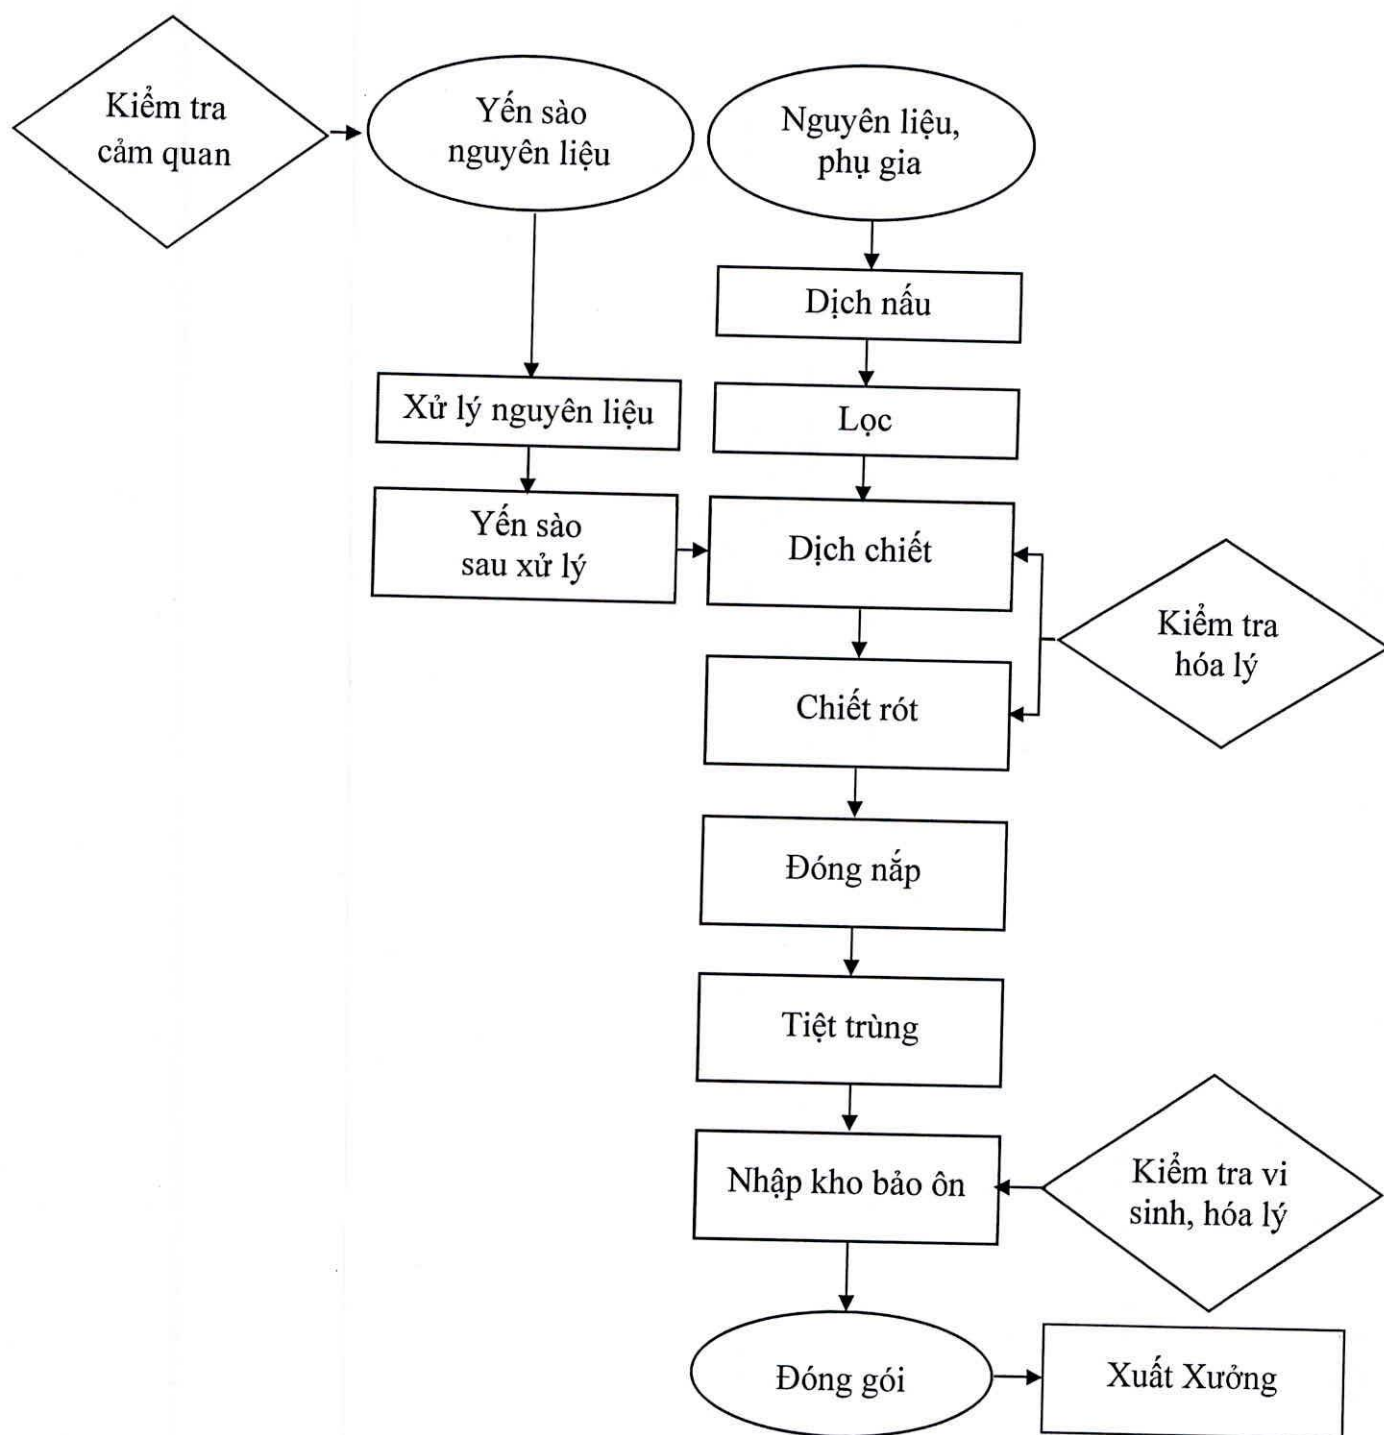 Kiểm tra
cảm quan
Yến sào
nguyên liệu
Nguyên liệu,
phụ gia
Dịch nấu
Xử lý nguyên liệu
Lọc
Yến sào
sau xử lý
Dịch chiết
Kiểm tra
hóa lý
Chiết rót
Đóng nắp
Tiệt trùng
Nhập kho bảo ôn
Kiểm tra vi
sinh, hóa lý
Đóng gói
Xuất Xưởng